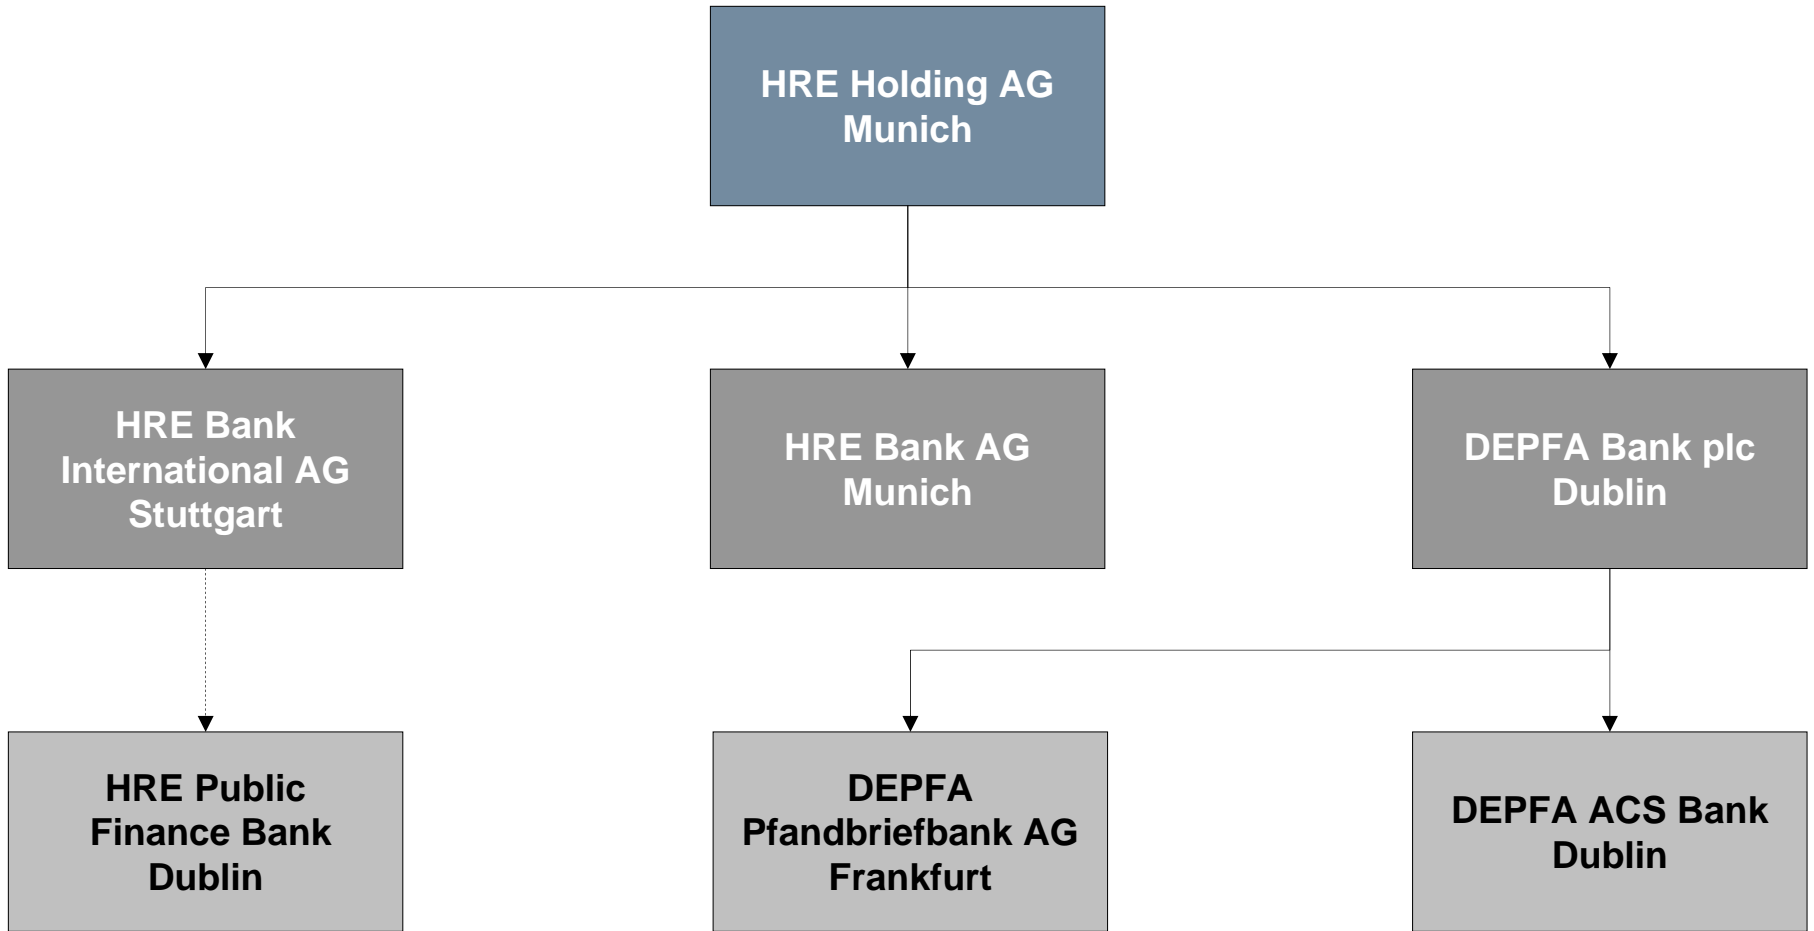 HRE Holding AG
Munich
HRE Bank
International AG
Stuttgart
HRE Bank AG
Munich
DEPFA Bank plc
Dublin
HRE Public
Finance Bank
Dublin
DEPFA
Pfandbriefbank AG
Frankfurt
DEPFA ACS Bank
Dublin